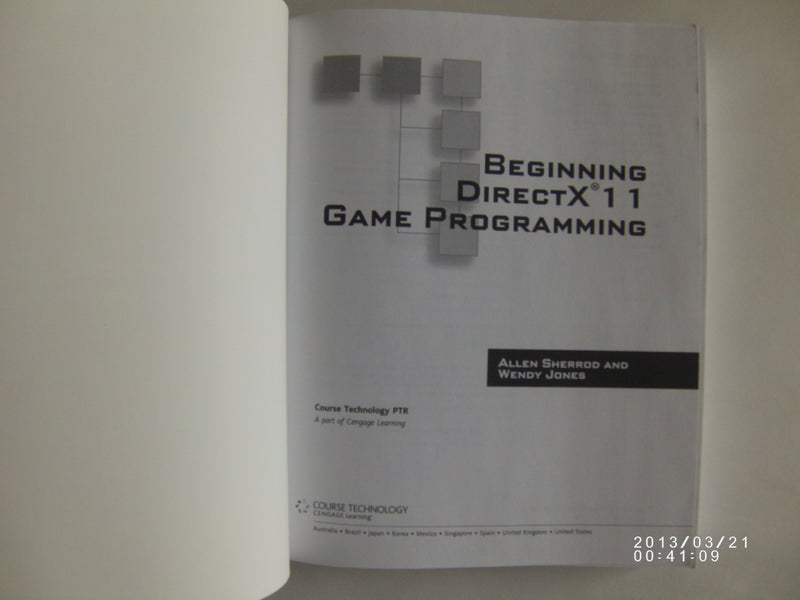 BEGINNING
DIRECTX® 11
GAME PROGRAMMING
ALLEN SHERROD AND
WENDY JONES
Course Technology PTR
A part of Cengage Learning
COURSE TECHNOLOGY
CENGAGE Learning™
Australia • Brazil • Japan • Korea • Mexico • Singapore • Spain • United Kingdom • United States
2013/03/21
00:41:09